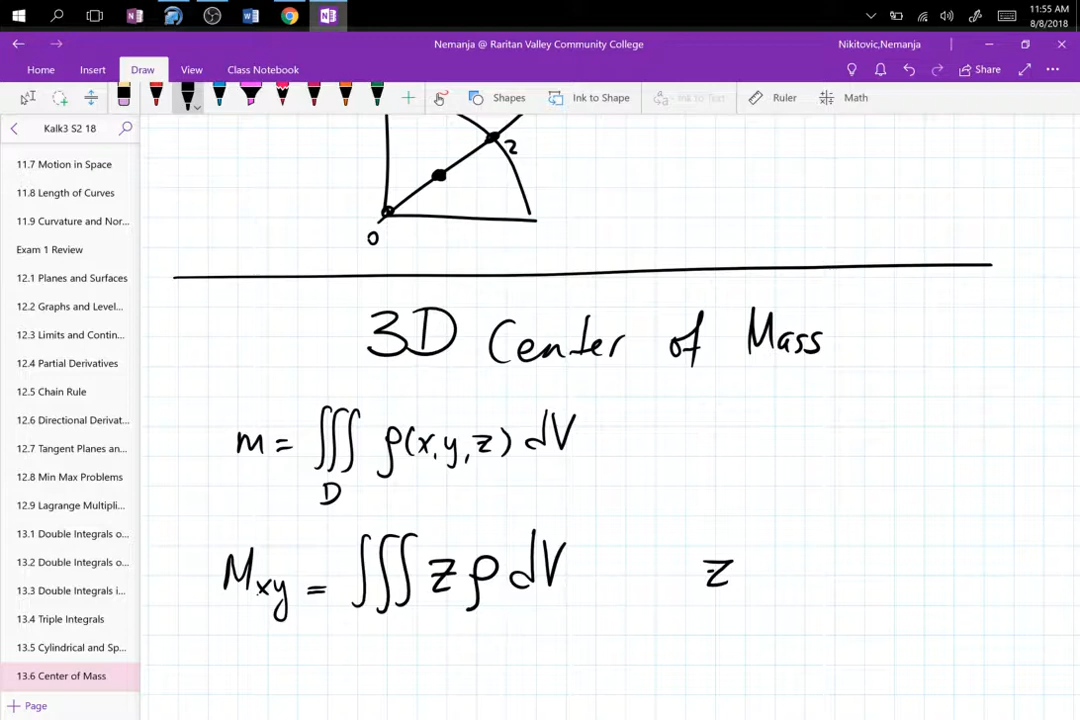 11:55 AM
8/8/2018
Nemanja @ Raritan Valley Community College
Nikitovic,Nemanja
Home Insert Draw View Class Notebook Share
Shapes Ink to Shape Ink to Text Ruler Math
Kalk3 S2 18
11.7 Motion in Space
11.8 Length of Curves
11.9 Curvature and Nor...
Exam 1 Review
12.1 Planes and Surfaces
12.2 Graphs and Level...
12.3 Limits and Contin...
12.4 Partial Derivatives
12.5 Chain Rule
12.6 Directional Derivat...
12.7 Tangent Planes an...
12.8 Min Max Problems
12.9 Lagrange Multipli...
13.1 Double Integrals o...
13.2 Double Integrals o...
13.3 Double Integrals i...
13.4 Triple Integrals
13.5 Cylindrical and Sp...
13.6 Center of Mass
+ Page
2
0
3D Center of Mass
m = ∭ ρ(x,y,z) dV
D
Mxy = ∭ z ρ dV z